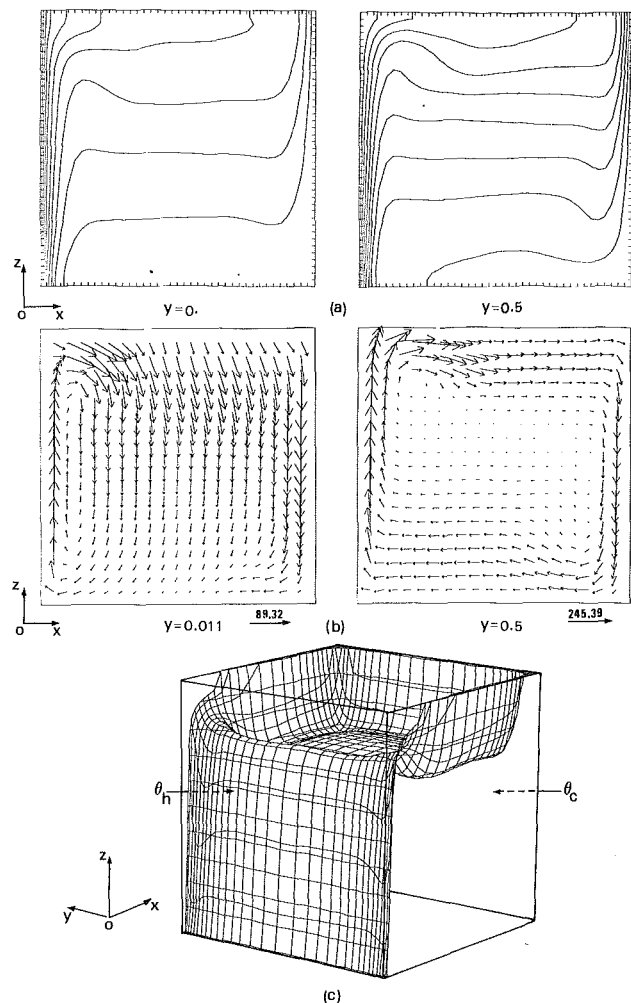 z
o x
y=0.
(a)
y=0.5
z
o x
y=0.011
89.32
(b)
y=0.5
245.39
θh
θc
z
y
o
x
(c)